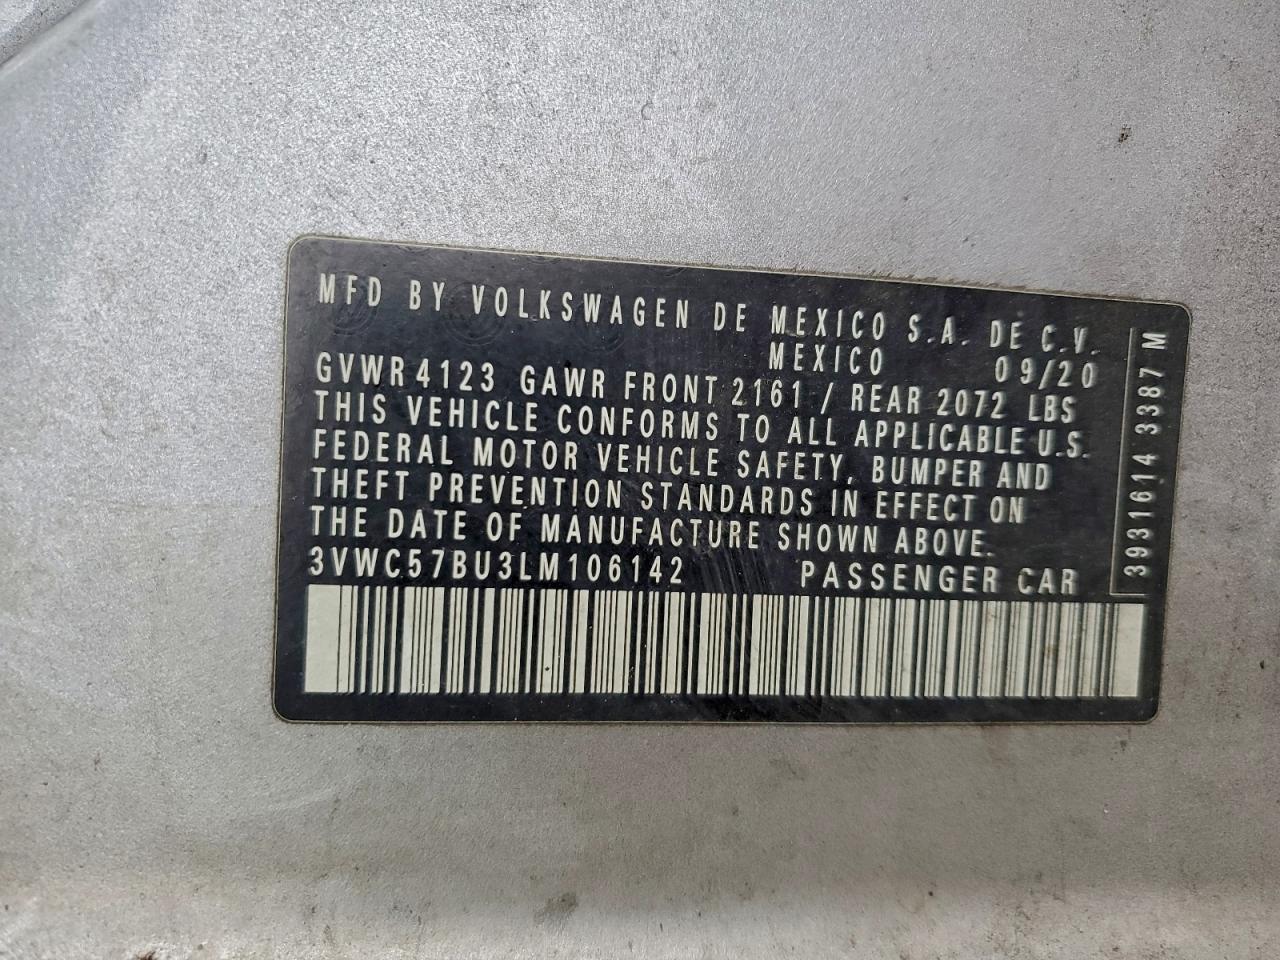 MFD BY VOLKSWAGEN DE MEXICO S.A. DE C.V.
MEXICO 09/20
GVWR 4123 GAWR FRONT 2161 / REAR 2072 LBS
THIS VEHICLE CONFORMS TO ALL APPLICABLE U.S.
FEDERAL MOTOR VEHICLE SAFETY, BUMPER AND
THEFT PREVENTION STANDARDS IN EFFECT ON
THE DATE OF MANUFACTURE SHOWN ABOVE.
3VWC57BU3LM106142 PASSENGER CAR
3931614 3387 M